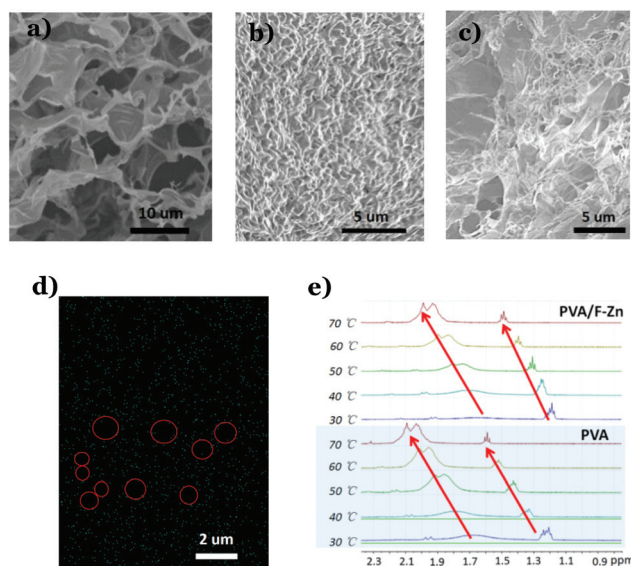 a)
b)
c)
10 um
5 um
5 um
d)
e)
2 um
PVA/F-Zn
70 ℃
60 ℃
50 ℃
40 ℃
30 ℃
PVA
70 ℃
60 ℃
50 ℃
40 ℃
30 ℃
2.3 2.1 1.9 1.7 1.5 1.3 1.1 0.9 ppm